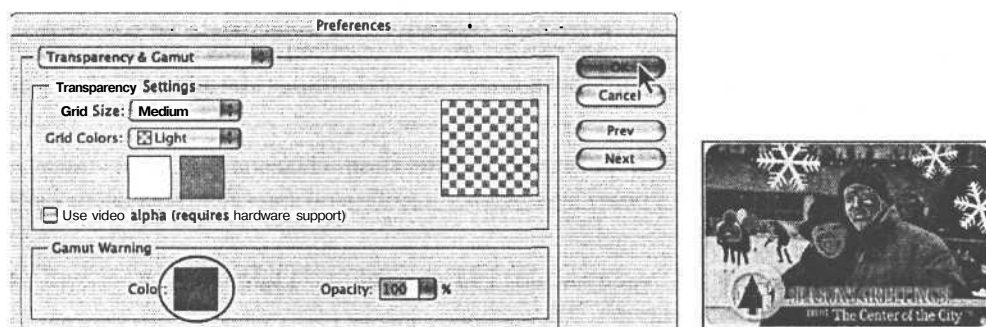 Preferences
Transparency & Gamut
Transparency Settings
Grid Size: Medium
Grid Colors: Light
Use video alpha (requires hardware support)
Gamut Warning
Color:
Opacity: 100 %
OK
Cancel
Prev
Next
The Center of the City